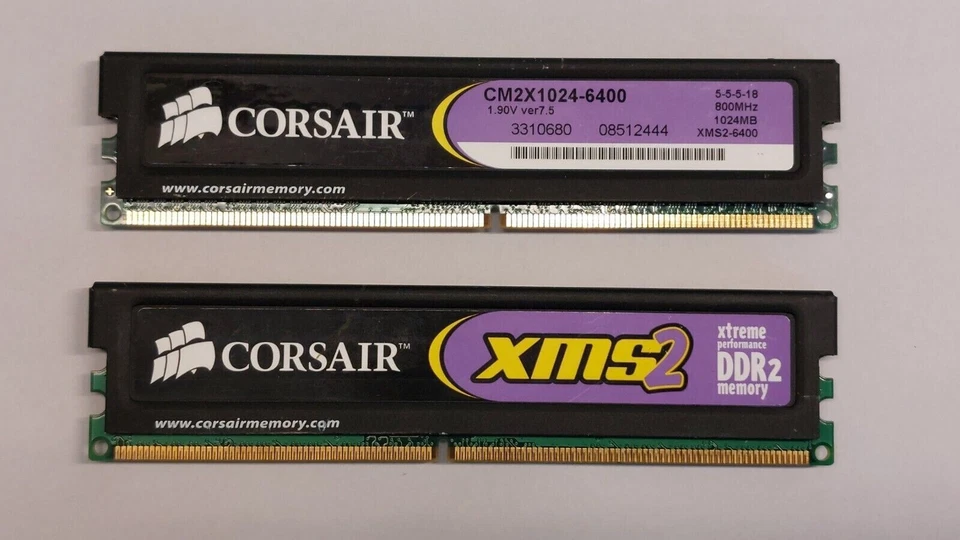 CORSAIR™
CM2X1024-6400
1.90V ver7.5
3310680 08512444
5-5-5-18
800MHz
1024MB
XMS2-6400
www.corsairmemory.com
CORSAIR™
xms2
xtreme
performance
DDR2
memory
www.corsairmemory.com